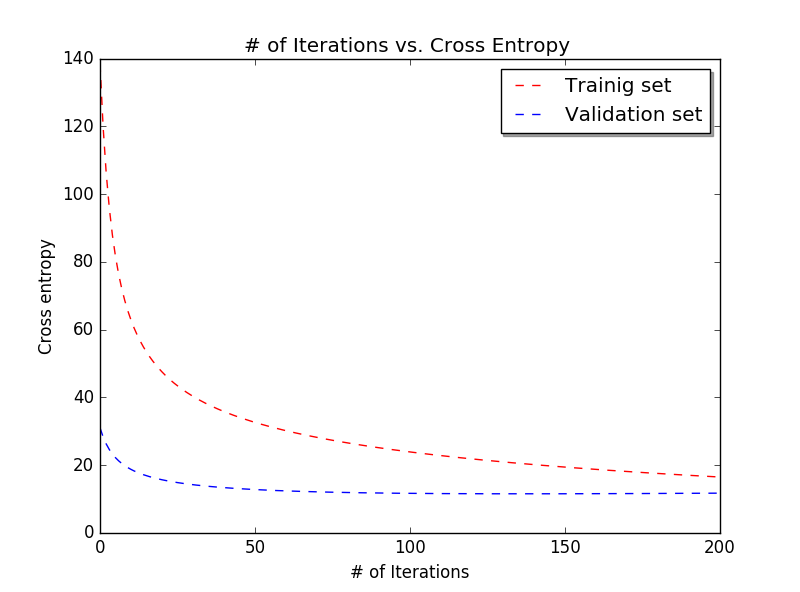 # of Iterations vs. Cross Entropy
Trainig set
Validation set
Cross entropy
140
120
100
80
60
40
20
0
0 50 100 150 200
# of Iterations